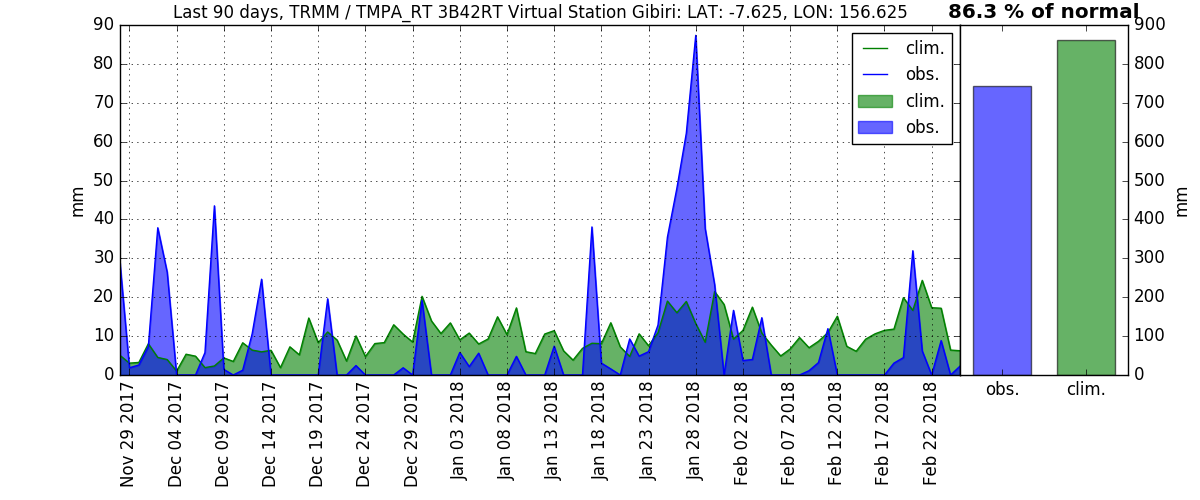 Last 90 days, TRMM / TMPA_RT 3B42RT Virtual Station Gibiri: LAT: -7.625, LON: 156.625
86.3 % of normal
90
80
70
60
50
40
30
20
10
0
mm
clim.
obs.
clim.
obs.
900
800
700
600
500
400
300
200
100
0
mm
obs.
clim.
Nov 29 2017
Dec 04 2017
Dec 09 2017
Dec 14 2017
Dec 19 2017
Dec 24 2017
Dec 29 2017
Jan 03 2018
Jan 08 2018
Jan 13 2018
Jan 18 2018
Jan 23 2018
Jan 28 2018
Feb 02 2018
Feb 07 2018
Feb 12 2018
Feb 17 2018
Feb 22 2018